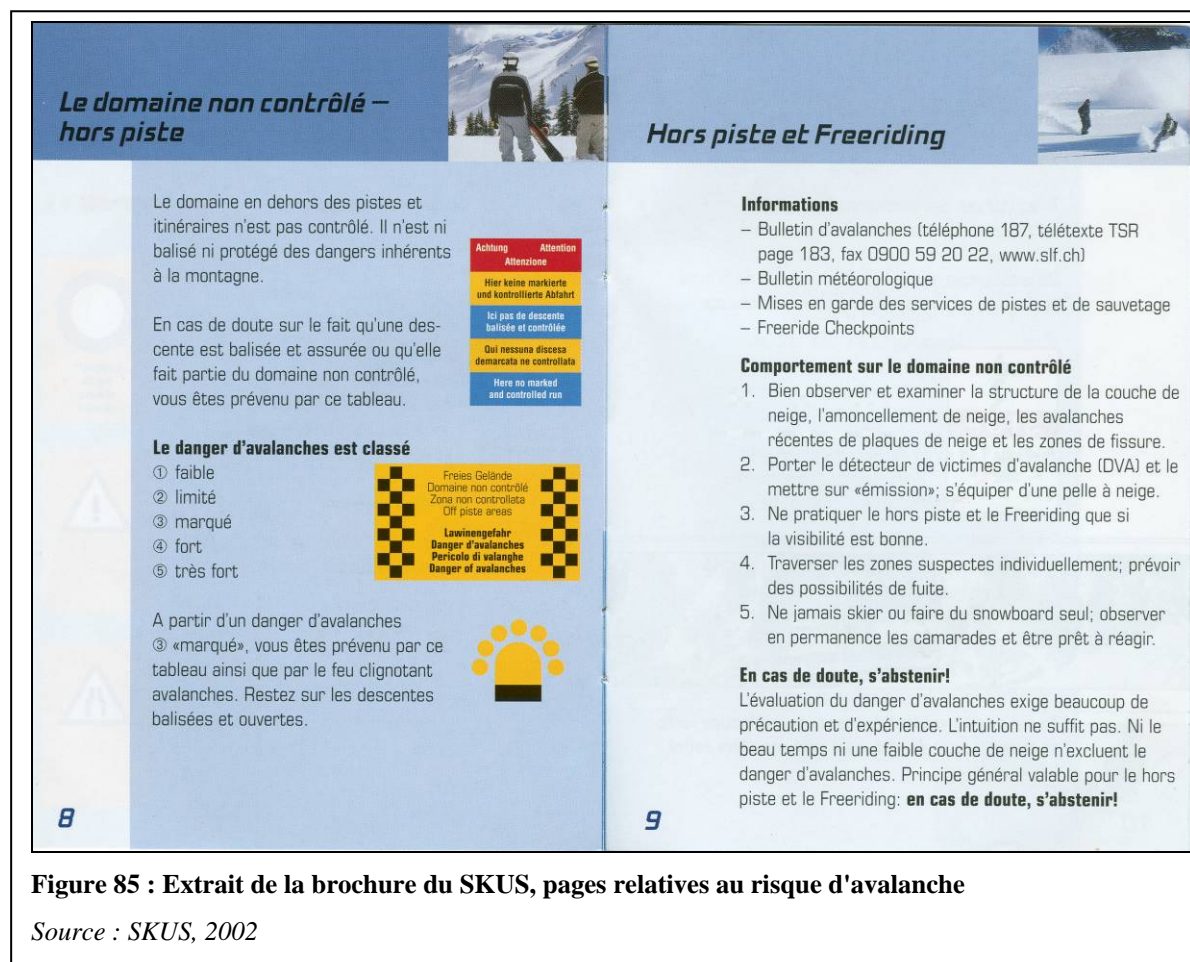 Le domaine non contrôlé –
hors piste
Le domaine en dehors des pistes et
itinéraires n'est pas contrôlé. Il n'est ni
balisé ni protégé des dangers inhérents
à la montagne.
En cas de doute sur le fait qu'une des-
cente est balisée et assurée ou qu'elle
fait partie du domaine non contrôlé,
vous êtes prévenu par ce tableau.
Achtung Attention
Attenzione
Hier keine markierte
und kontrollierte Abfahrt
Ici pas de descente
balisée et contrôlée
Qui nessuna discesa
demarcata ne controllata
Here no marked
and controlled run
Le danger d'avalanches est classé
① faible
② limité
③ marqué
④ fort
⑤ très fort
Freies Gelände
Domaine non contrôlé
Zona non controllata
Off piste areas
Lawinengefahr
Danger d'avalanches
Pericolo di valanghe
Danger of avalanches
A partir d'un danger d'avalanches
③ «marqué», vous êtes prévenu par ce
tableau ainsi que par le feu clignotant
avalanches. Restez sur les descentes
balisées et ouvertes.
8
Hors piste et Freeriding
Informations
– Bulletin d'avalanches (téléphone 187, télétexte TSR
page 183, fax 0900 59 20 22, www.slf.ch)
– Bulletin météorologique
– Mises en garde des services de pistes et de sauvetage
– Freeride Checkpoints
Comportement sur le domaine non contrôlé
1. Bien observer et examiner la structure de la couche de
neige, l'amoncellement de neige, les avalanches
récentes de plaques de neige et les zones de fissure.
2. Porter le détecteur de victimes d'avalanche (DVA) et le
mettre sur «émission»; s'équiper d'une pelle à neige.
3. Ne pratiquer le hors piste et le Freeriding que si
la visibilité est bonne.
4. Traverser les zones suspectes individuellement; prévoir
des possibilités de fuite.
5. Ne jamais skier ou faire du snowboard seul; observer
en permanence les camarades et être prêt à réagir.
En cas de doute, s'abstenir!
L'évaluation du danger d'avalanches exige beaucoup de
précaution et d'expérience. L'intuition ne suffit pas. Ni le
beau temps ni une faible couche de neige n'excluent le
danger d'avalanches. Principe général valable pour le hors
piste et le Freeriding: en cas de doute, s'abstenir!
9
Figure 85 : Extrait de la brochure du SKUS, pages relatives au risque d'avalanche
Source : SKUS, 2002